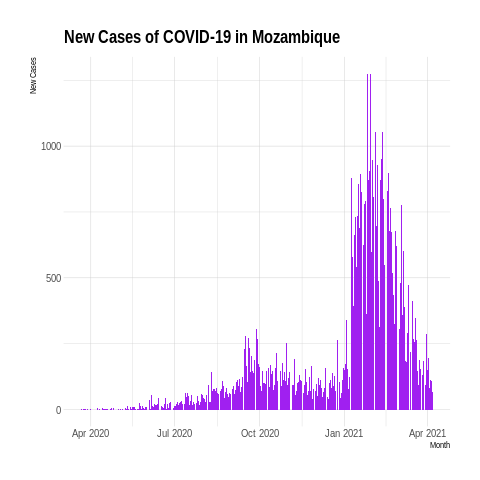 New Cases of COVID-19 in Mozambique
New Cases
1000
500
0
Apr 2020 Jul 2020 Oct 2020 Jan 2021 Apr 2021
Month